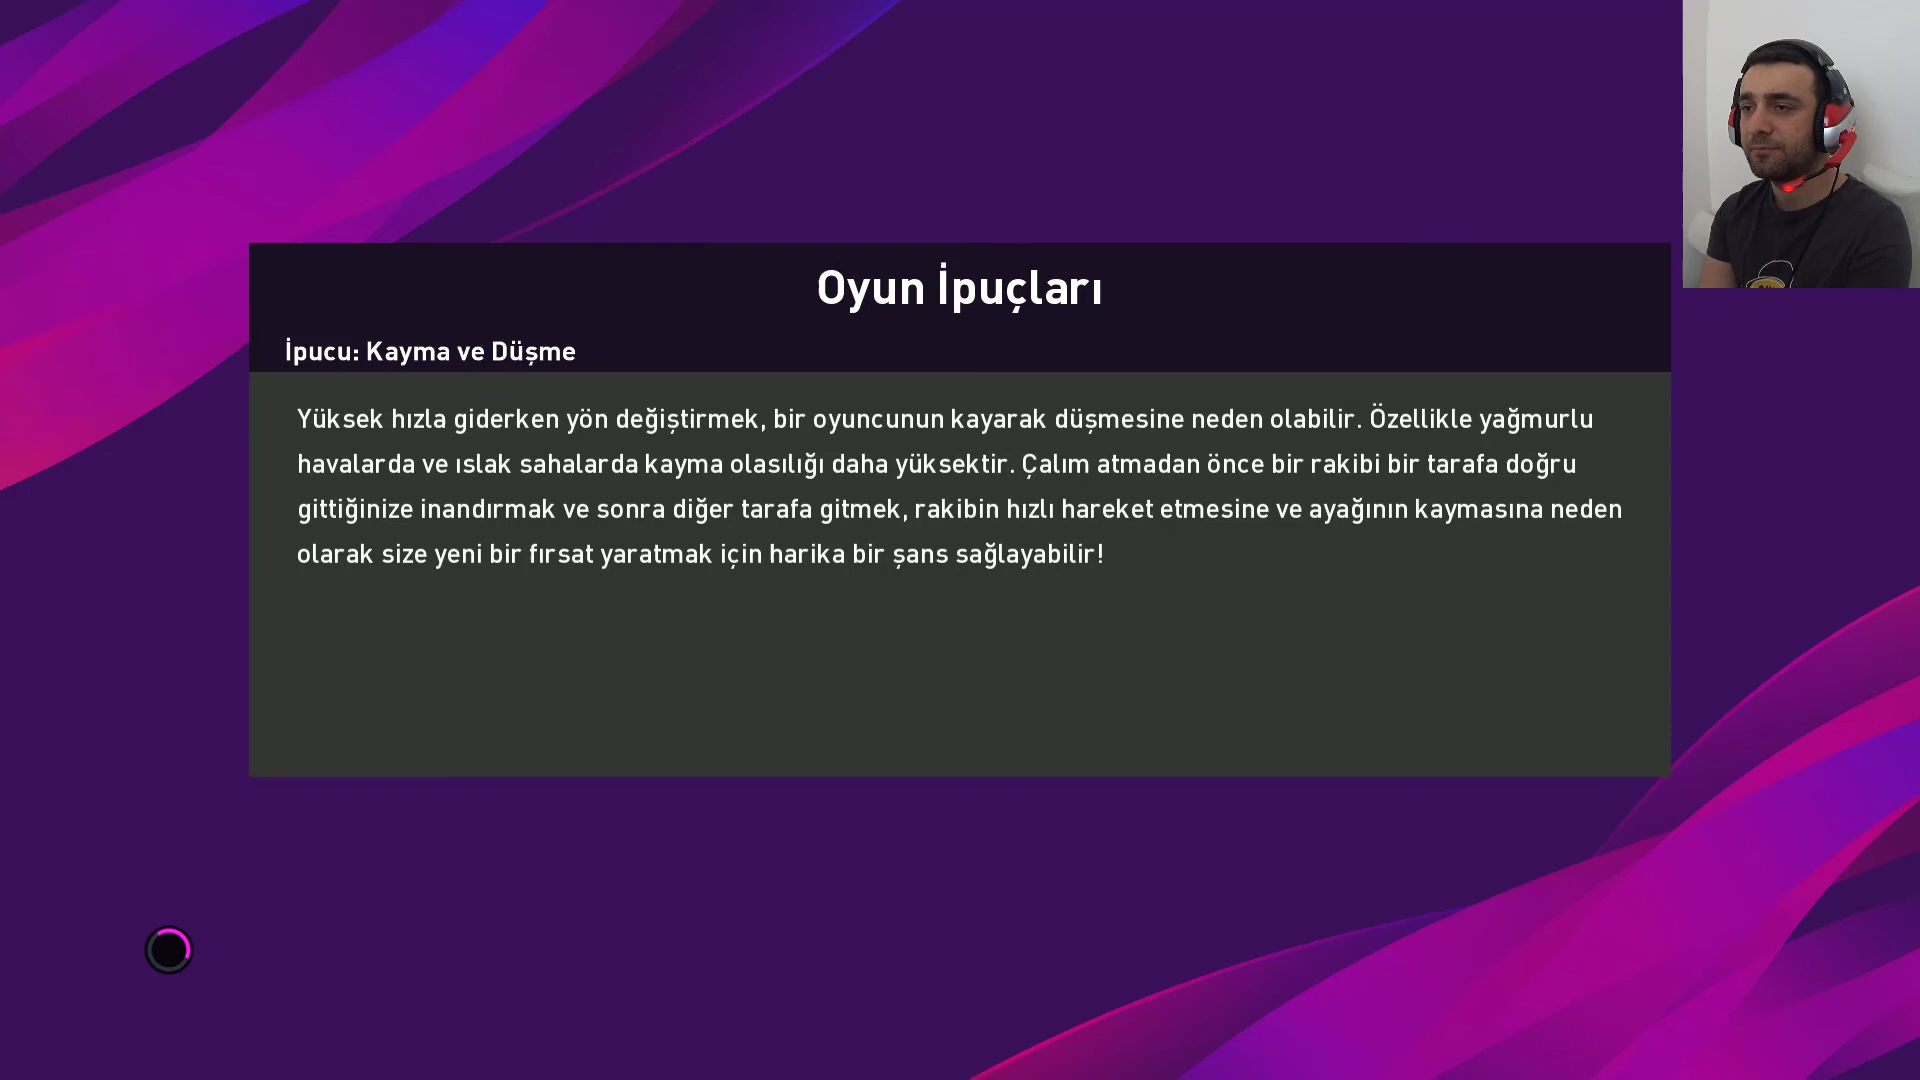 Oyun İpuçları
İpucu: Kayma ve Düşme
Yüksek hızla giderken yön değiştirmek, bir oyuncunun kayarak düşmesine neden olabilir. Özellikle yağmurlu
havalarda ve ıslak sahalarda kayma olasılığı daha yüksektir. Çalım atmadan önce bir rakibi bir tarafa doğru
gittiğinize inandırmak ve sonra diğer tarafa gitmek, rakibin hızlı hareket etmesine ve ayağının kaymasına neden
olarak size yeni bir fırsat yaratmak için harika bir şans sağlayabilir!